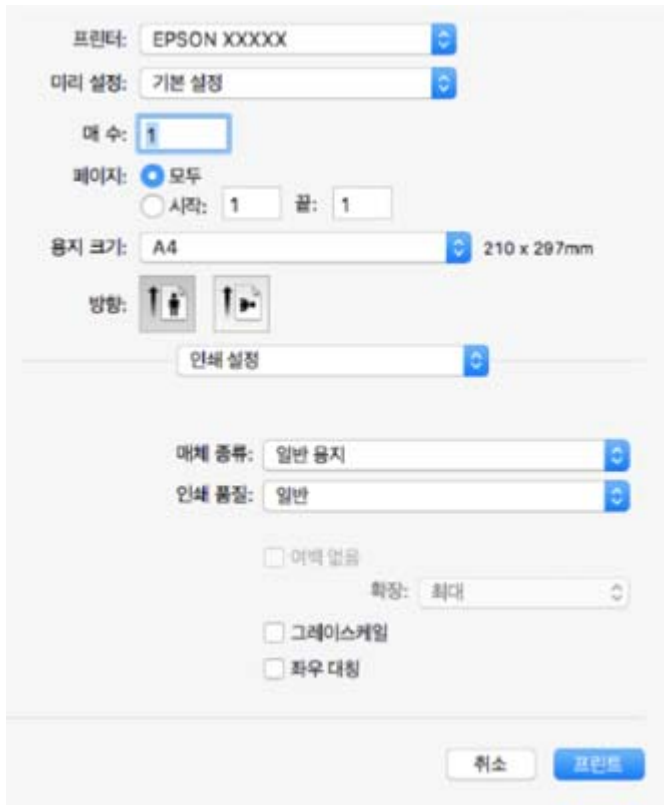 프린터: EPSON XXXXX
미리 설정: 기본 설정
매 수: 1
페이지: 모두
시작: 1 끝: 1
용지 크기: A4 210 x 297mm
방향:
인쇄 설정
매체 종류: 일반 용지
인쇄 품질: 일반
여백 없음
확장: 최대
그레이스케일
좌우 대칭
취소 프린트